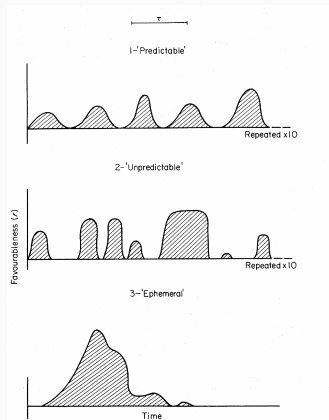 τ
1-'Predictable'
Repeated x10
2-'Unpredictable'
Favourableness (r)
Repeated x10
3-'Ephemeral'
Time